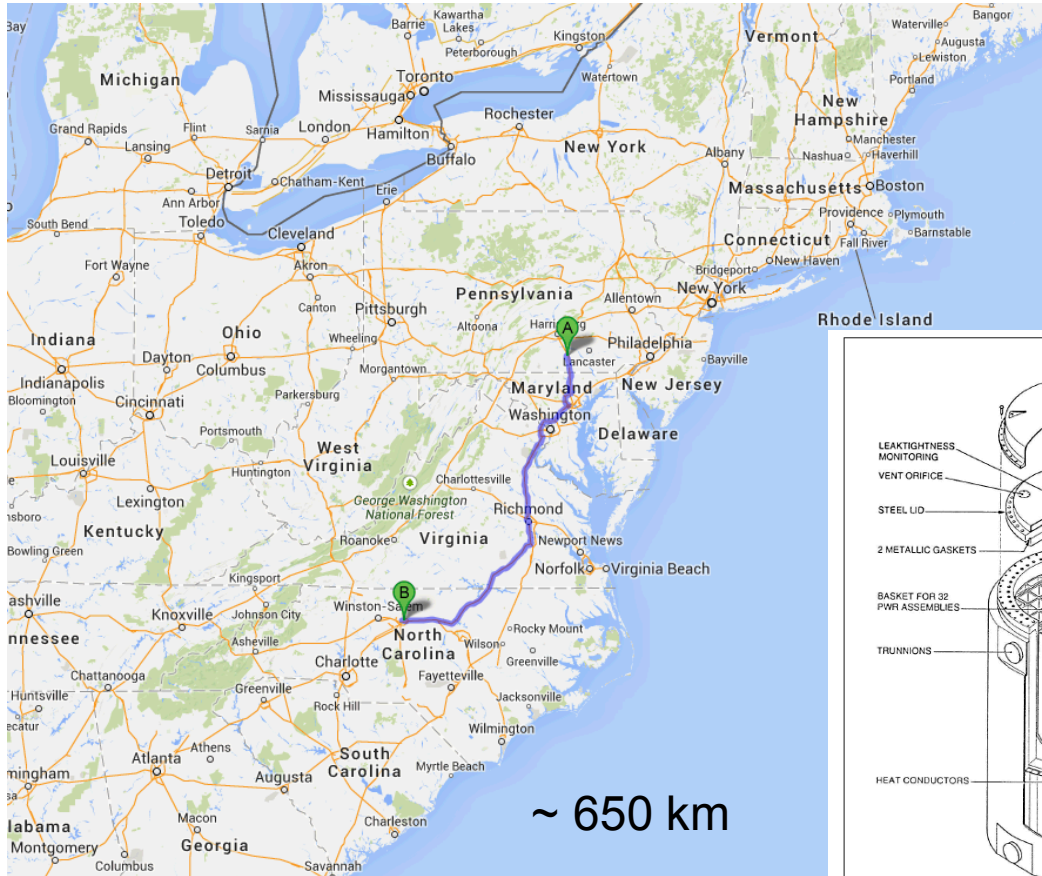 Bay
Kawartha
Lakes
Barrie
Peterborough
Kingston
Watertown
Vermont
Bangor
Waterville
Augusta
Lewiston
Portland
Michigan
Toronto
Mississauga
Hamilton
Rochester
New
Hampshire
Grand Rapids
Flint
Sarnia
London
Lansing
Buffalo
New York
Albany
Manchester
Nashua
Haverhill
Detroit
Chatham-Kent
Erie
Ann Arbor
Massachusetts
Boston
South Bend
Toledo
Cleveland
Providence
Plymouth
Fall River
Barnstable
Connecticut
New Haven
Bridgeport
Fort Wayne
Akron
Canton
Pennsylvania
Allentown
New York
Pittsburgh
Altoona
Rhode Island
A
Indiana
Ohio
Wheeling
Philadelphia
Lancaster
Bayville
Dayton
Columbus
Morgantown
Indianapolis
Bloomington
Cincinnati
Parkersburg
Maryland
New Jersey
Washington
Delaware
Portsmouth
West
Virginia
Louisville
Huntington
Charlottesville
Lexington
George Washington
National Forest
Kentucky
Richmond
Roanoke
Virginia
Newport News
Bowling Green
Norfolk
Virginia Beach
Kingsport
B
Winston-Salem
Johnson City
Knoxville
North
Carolina
Rocky Mount
Wilson
Asheville
Greenville
Charlotte
Chattanooga
Fayetteville
Greenville
Rock Hill
Jacksonville
Huntsville
Wilmington
Athens
South
Carolina
Atlanta
Augusta
Myrtle Beach
Macon
Charleston
Georgia
Montgomery
Columbus
Savannah
~ 650 km
LEAKTIGHTNESS
MONITORING
VENT ORIFICE
STEEL LID
2 METALLIC GASKETS
BASKET FOR 32
PWR ASSEMBLIES
TRUNNIONS
HEAT CONDUCTORS